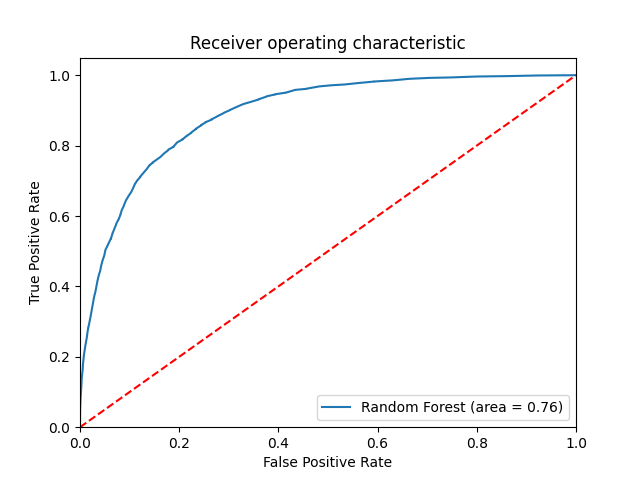 Receiver operating characteristic
1.0
0.8
0.6
0.4
0.2
0.0
True Positive Rate
0.0 0.2 0.4 0.6 0.8 1.0
False Positive Rate
Random Forest (area = 0.76)